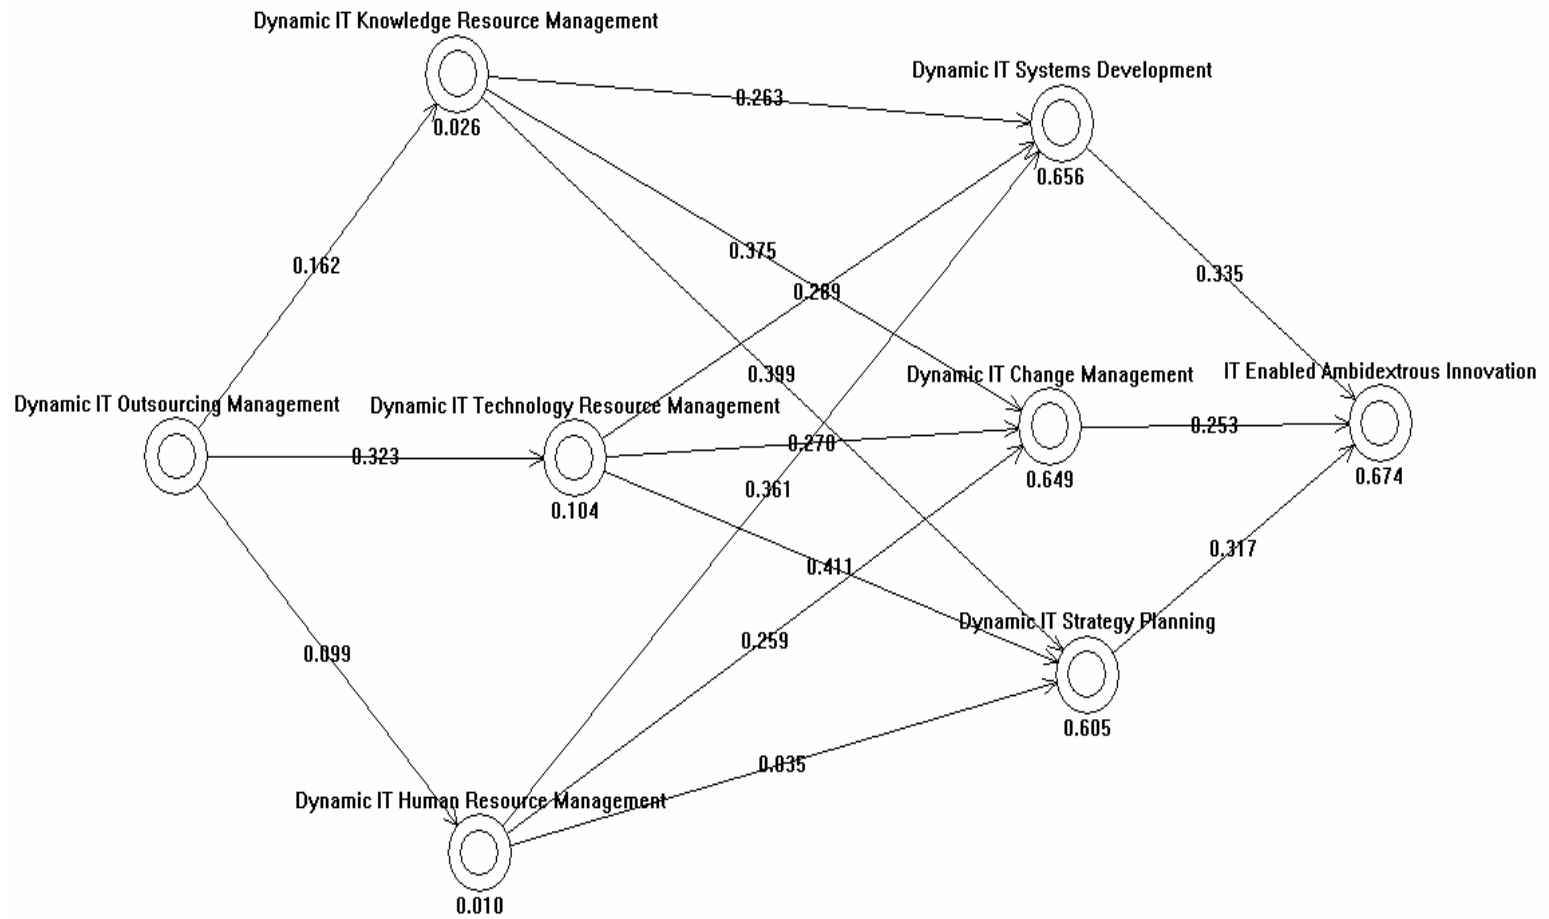 Dynamic IT Knowledge Resource Management
Dynamic IT Systems Development
0.263
0.026
0.656
0.375
0.162
0.335
0.289
IT Enabled Ambidextrous Innovation
0.399
Dynamic IT Change Management
Dynamic IT Outsourcing Management
Dynamic IT Technology Resource Management
0.253
0.270
0.323
0.649
0.674
0.361
0.104
0.317
0.411
Dynamic IT Strategy Planning
0.259
0.099
0.605
0.035
Dynamic IT Human Resource Management
0.010